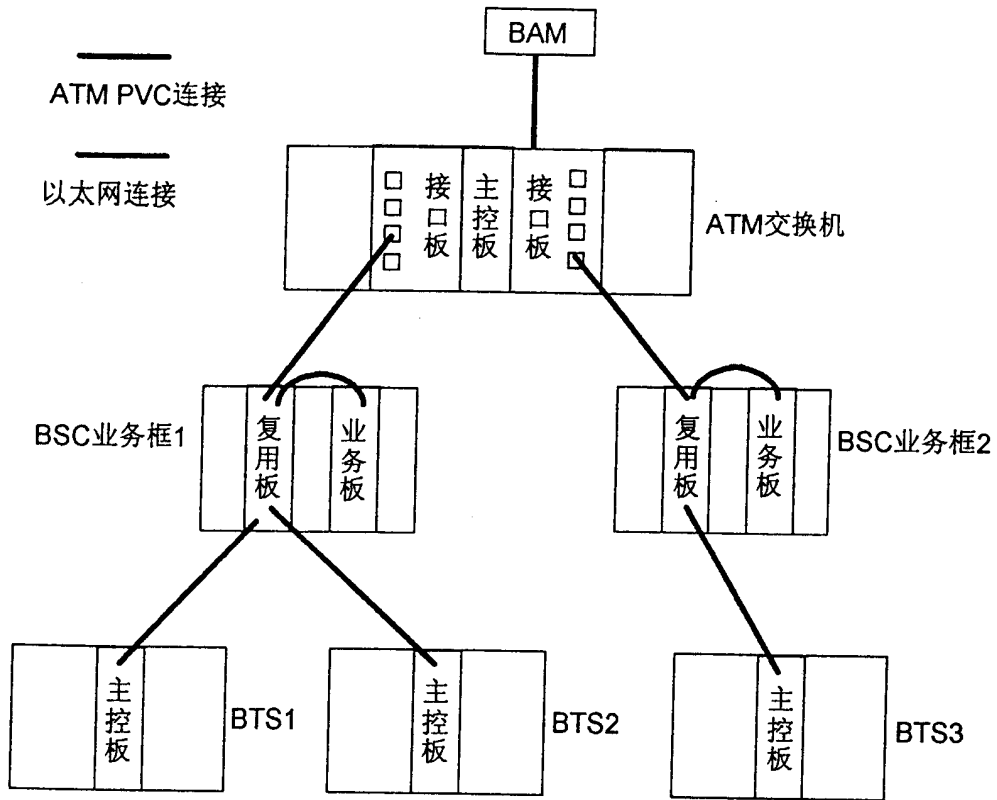 BAM
ATM PVC连接
以太网连接
接口板
主控板
接口板
ATM交换机
BSC业务框1
复用板
业务板
复用板
业务板
BSC业务框2
主控板
BTS1
主控板
BTS2
主控板
BTS3